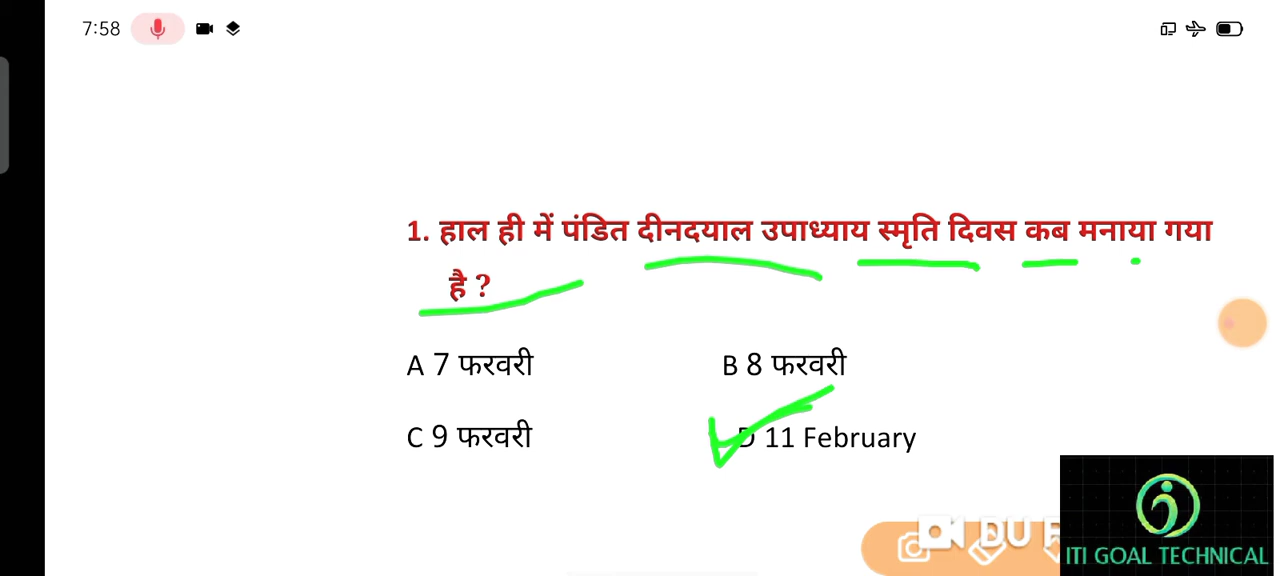 7:58
1. हाल ही में पंडित दीनदयाल उपाध्याय स्मृति दिवस कब मनाया गया
है ?
A 7 फरवरी
B 8 फरवरी
C 9 फरवरी
D 11 February
DU
ITI GOAL TECHNICAL